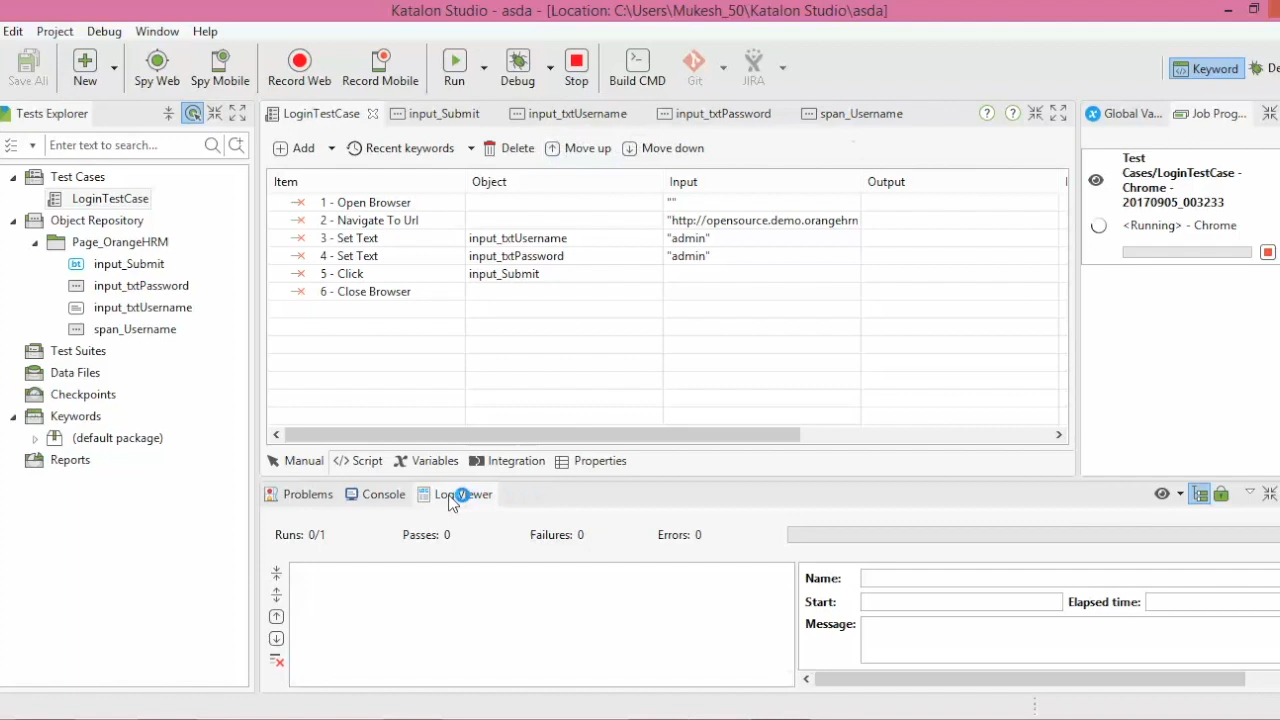 Katalon Studio - asda - [Location: C:\Users\Mukesh_50\Katalon Studio\asda]
Edit Project Debug Window Help
Save All New Spy Web Spy Mobile Record Web Record Mobile Run Debug Stop Build CMD Git JIRA Keyword De
Tests Explorer
Enter text to search...
Test Cases
LoginTestCase
Object Repository
Page_OrangeHRM
input_Submit
input_txtPassword
input_txtUsername
span_Username
Test Suites
Data Files
Checkpoints
Keywords
(default package)
Reports
LoginTestCase input_Submit input_txtUsername input_txtPassword span_Username
Add Recent keywords Delete Move up Move down
Item Object Input Output
1 - Open Browser ""
2 - Navigate To Url "http://opensource.demo.orangehrn
3 - Set Text input_txtUsername "admin"
4 - Set Text input_txtPassword "admin"
5 - Click input_Submit
6 - Close Browser
Manual </> Script Variables Integration Properties
Global Va... Job Prog...
Test
Cases/LoginTestCase -
Chrome -
20170905_003233
<Running> - Chrome
Problems Console
Runs: 0/1 Passes: 0 Failures: 0 Errors: 0
Name:
Start: Elapsed time:
Message: